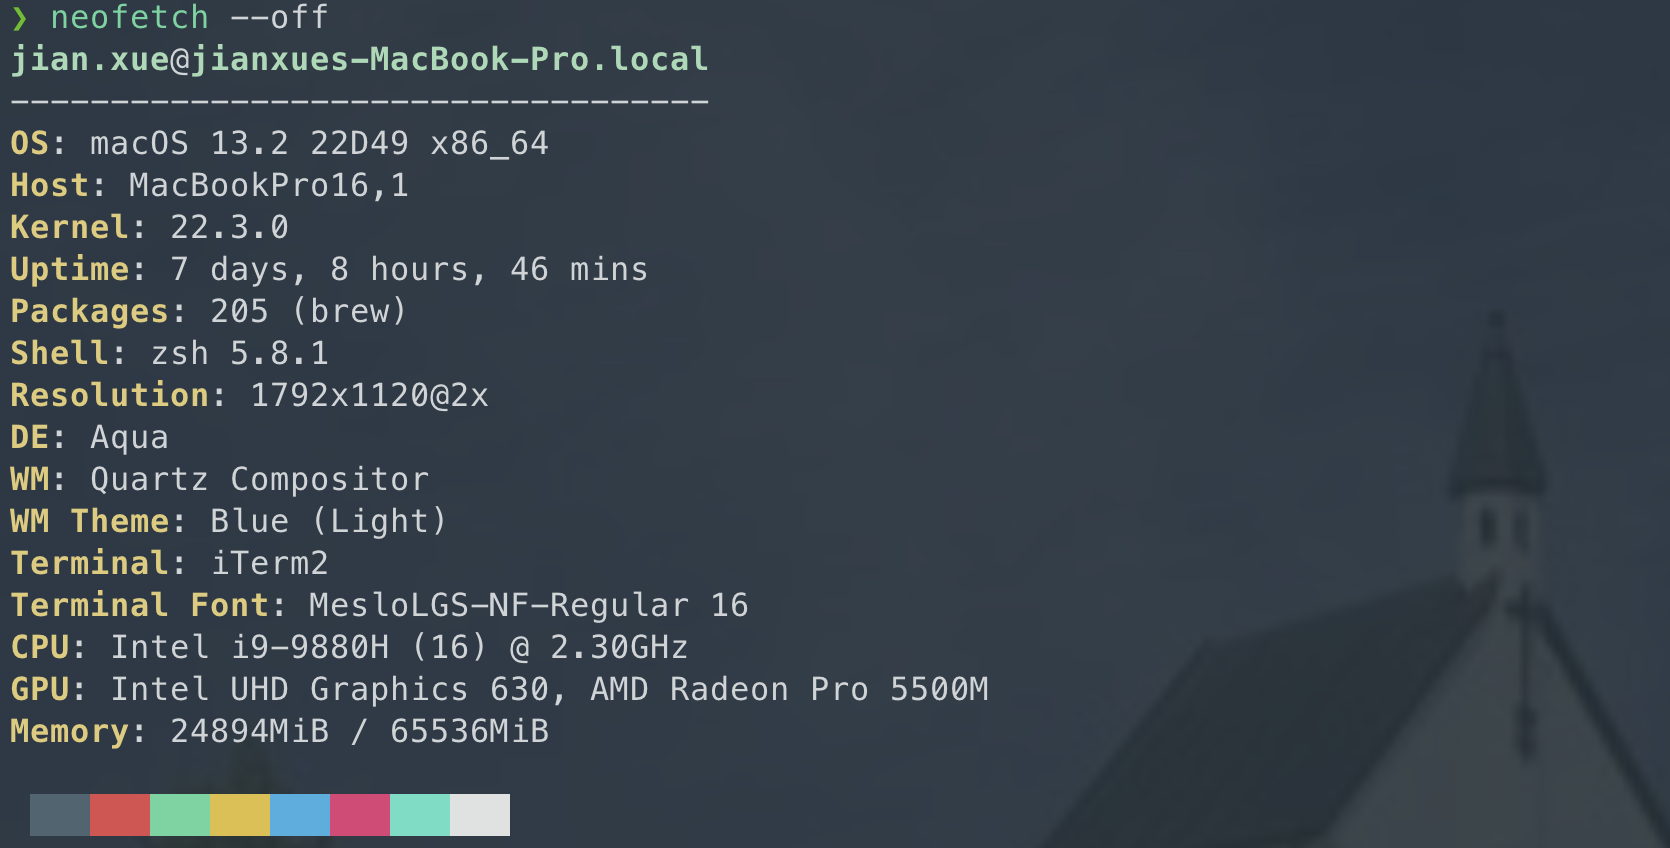 ❯ neofetch --off
jian.xue@jianxues-MacBook-Pro.local
-----------------------------------
OS: macOS 13.2 22D49 x86_64
Host: MacBookPro16,1
Kernel: 22.3.0
Uptime: 7 days, 8 hours, 46 mins
Packages: 205 (brew)
Shell: zsh 5.8.1
Resolution: 1792x1120@2x
DE: Aqua
WM: Quartz Compositor
WM Theme: Blue (Light)
Terminal: iTerm2
Terminal Font: MesloLGS-NF-Regular 16
CPU: Intel i9-9880H (16) @ 2.30GHz
GPU: Intel UHD Graphics 630, AMD Radeon Pro 5500M
Memory: 24894MiB / 65536MiB